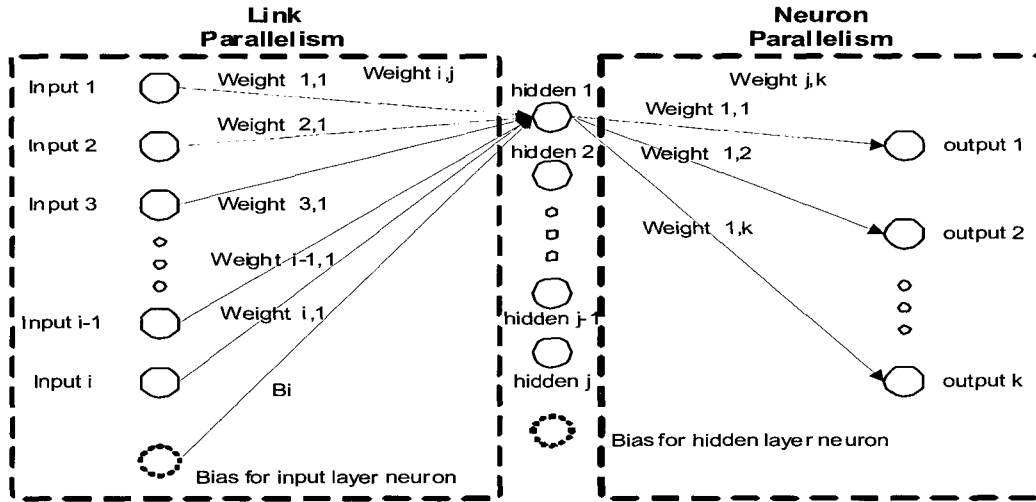 Link
Parallelism
Neuron
Parallelism
Input 1
Weight 1,1
Weight i,j
hidden 1
Weight j,k
Weight 1,1
Input 2
Weight 2,1
output 1
hidden 2
Weight 1,2
Input 3
Weight 3,1
Weight 1,k
output 2
Weight i-1,1
Input i-1
Weight i,1
hidden j-1
Input i
hidden j
output k
Bi
Bias for hidden layer neuron
Bias for input layer neuron